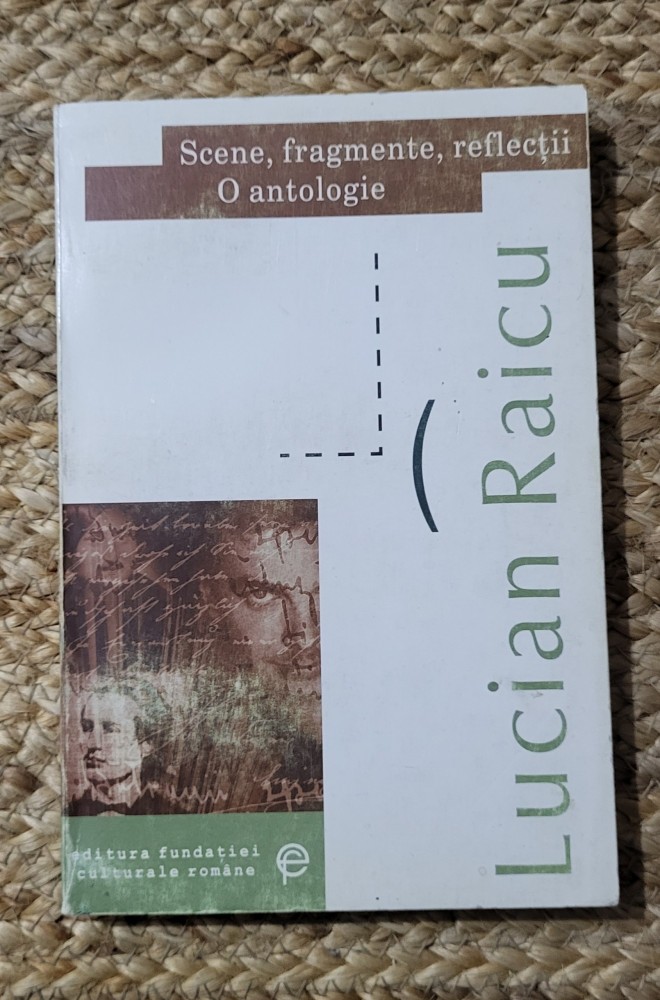 Scene, fragmente, reflecții
O antologie
Lucian Raicu
editura fundației
culturale române